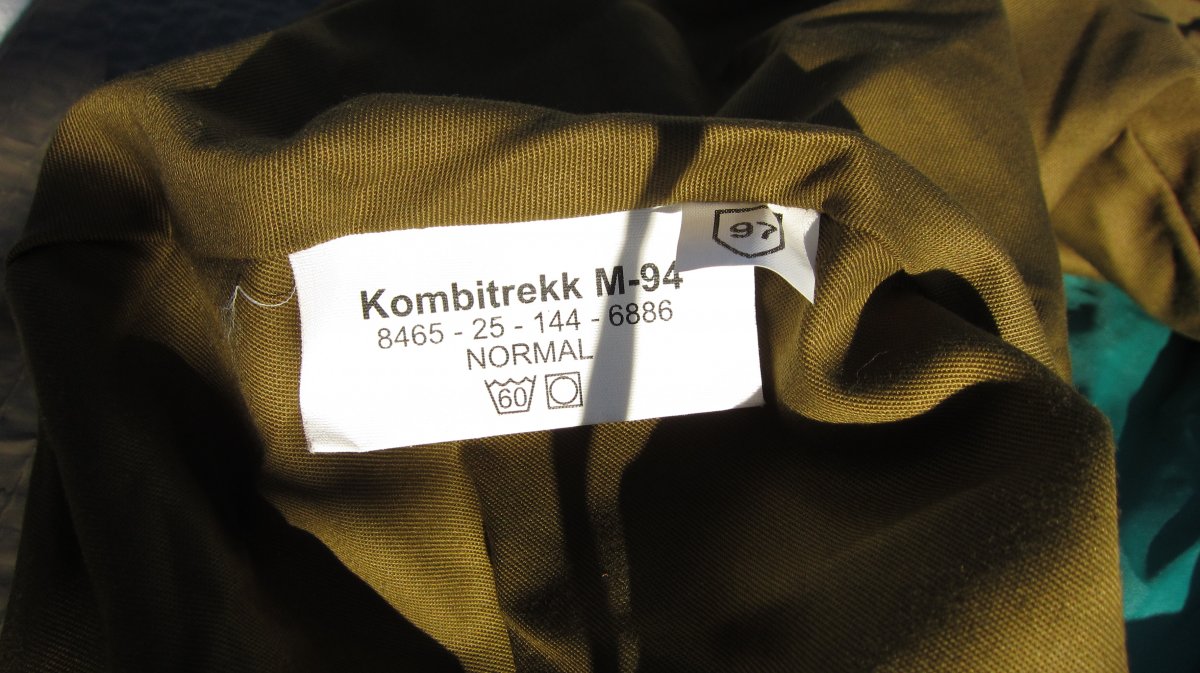 97
Kombitrekk M-94
8465 - 25 - 144 - 6886
NORMAL
60